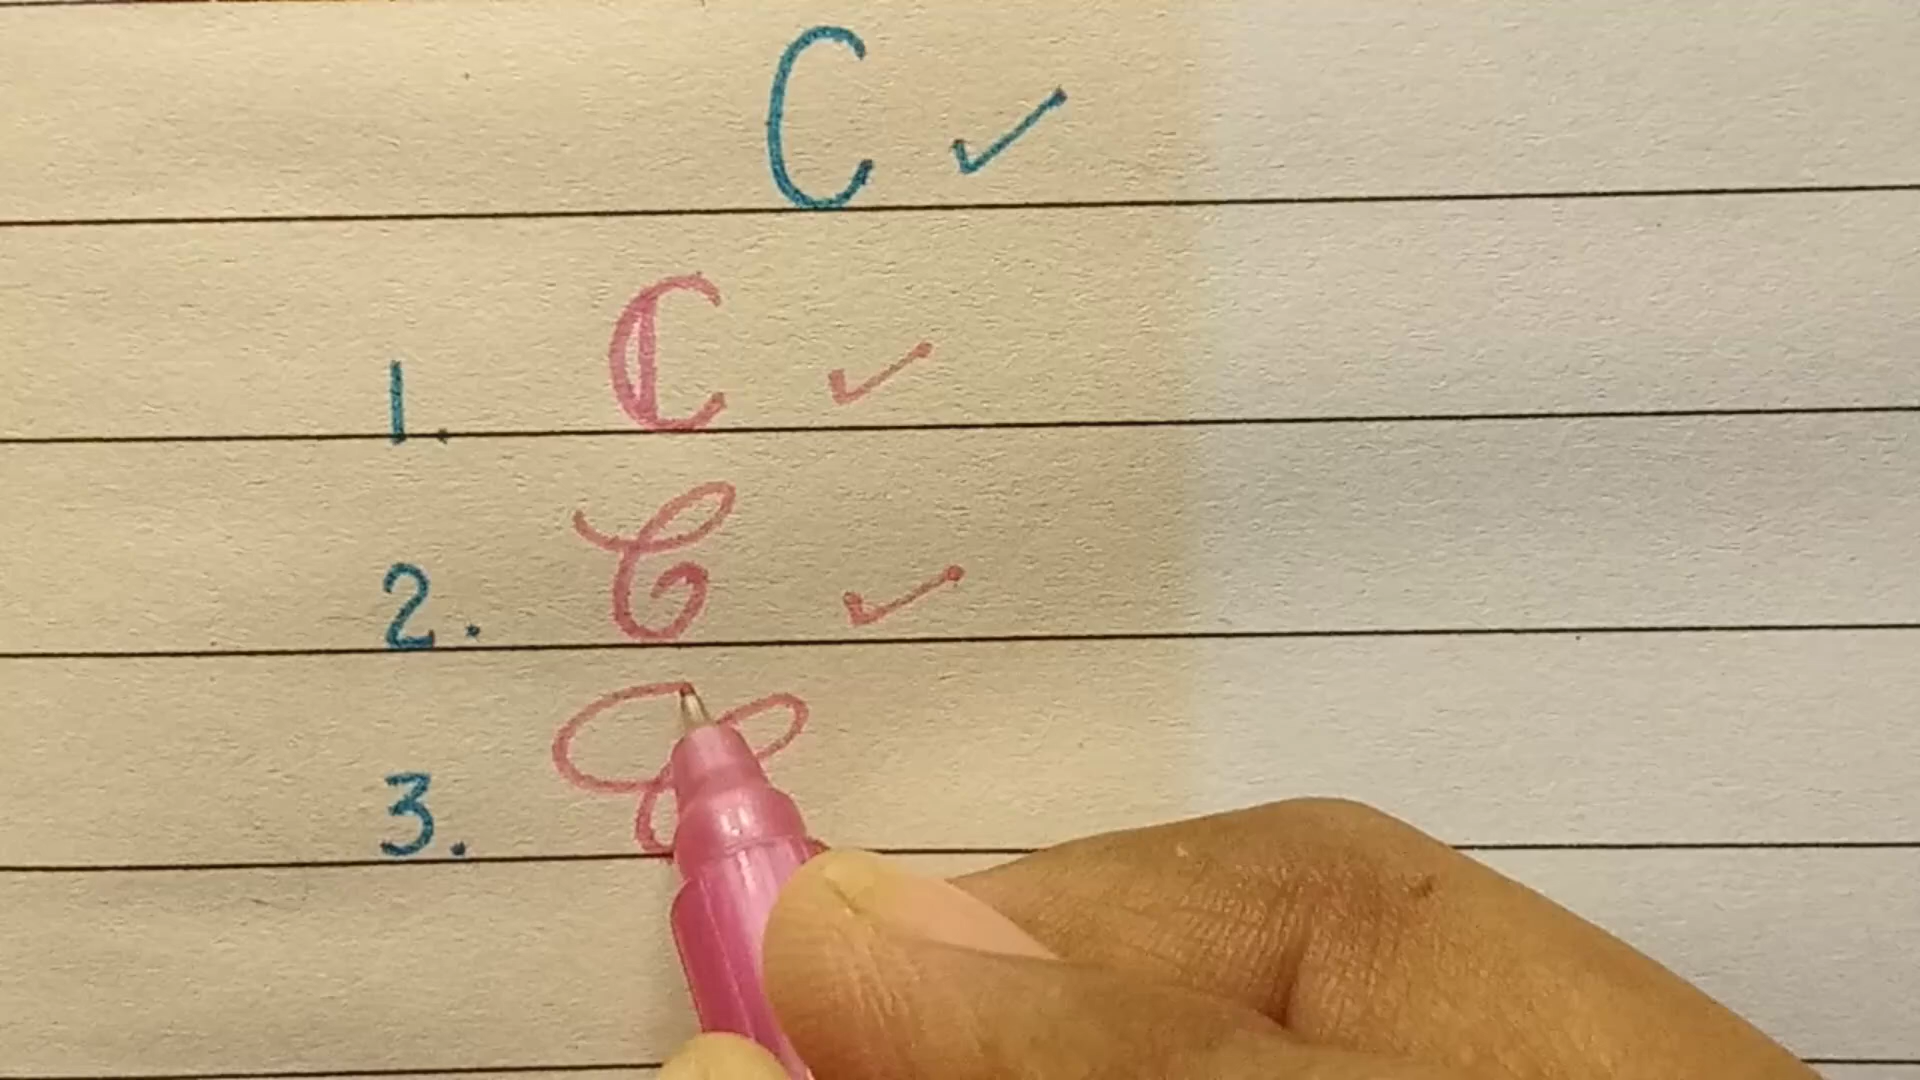 C ✓
1. C ✓
2. C ✓
3.